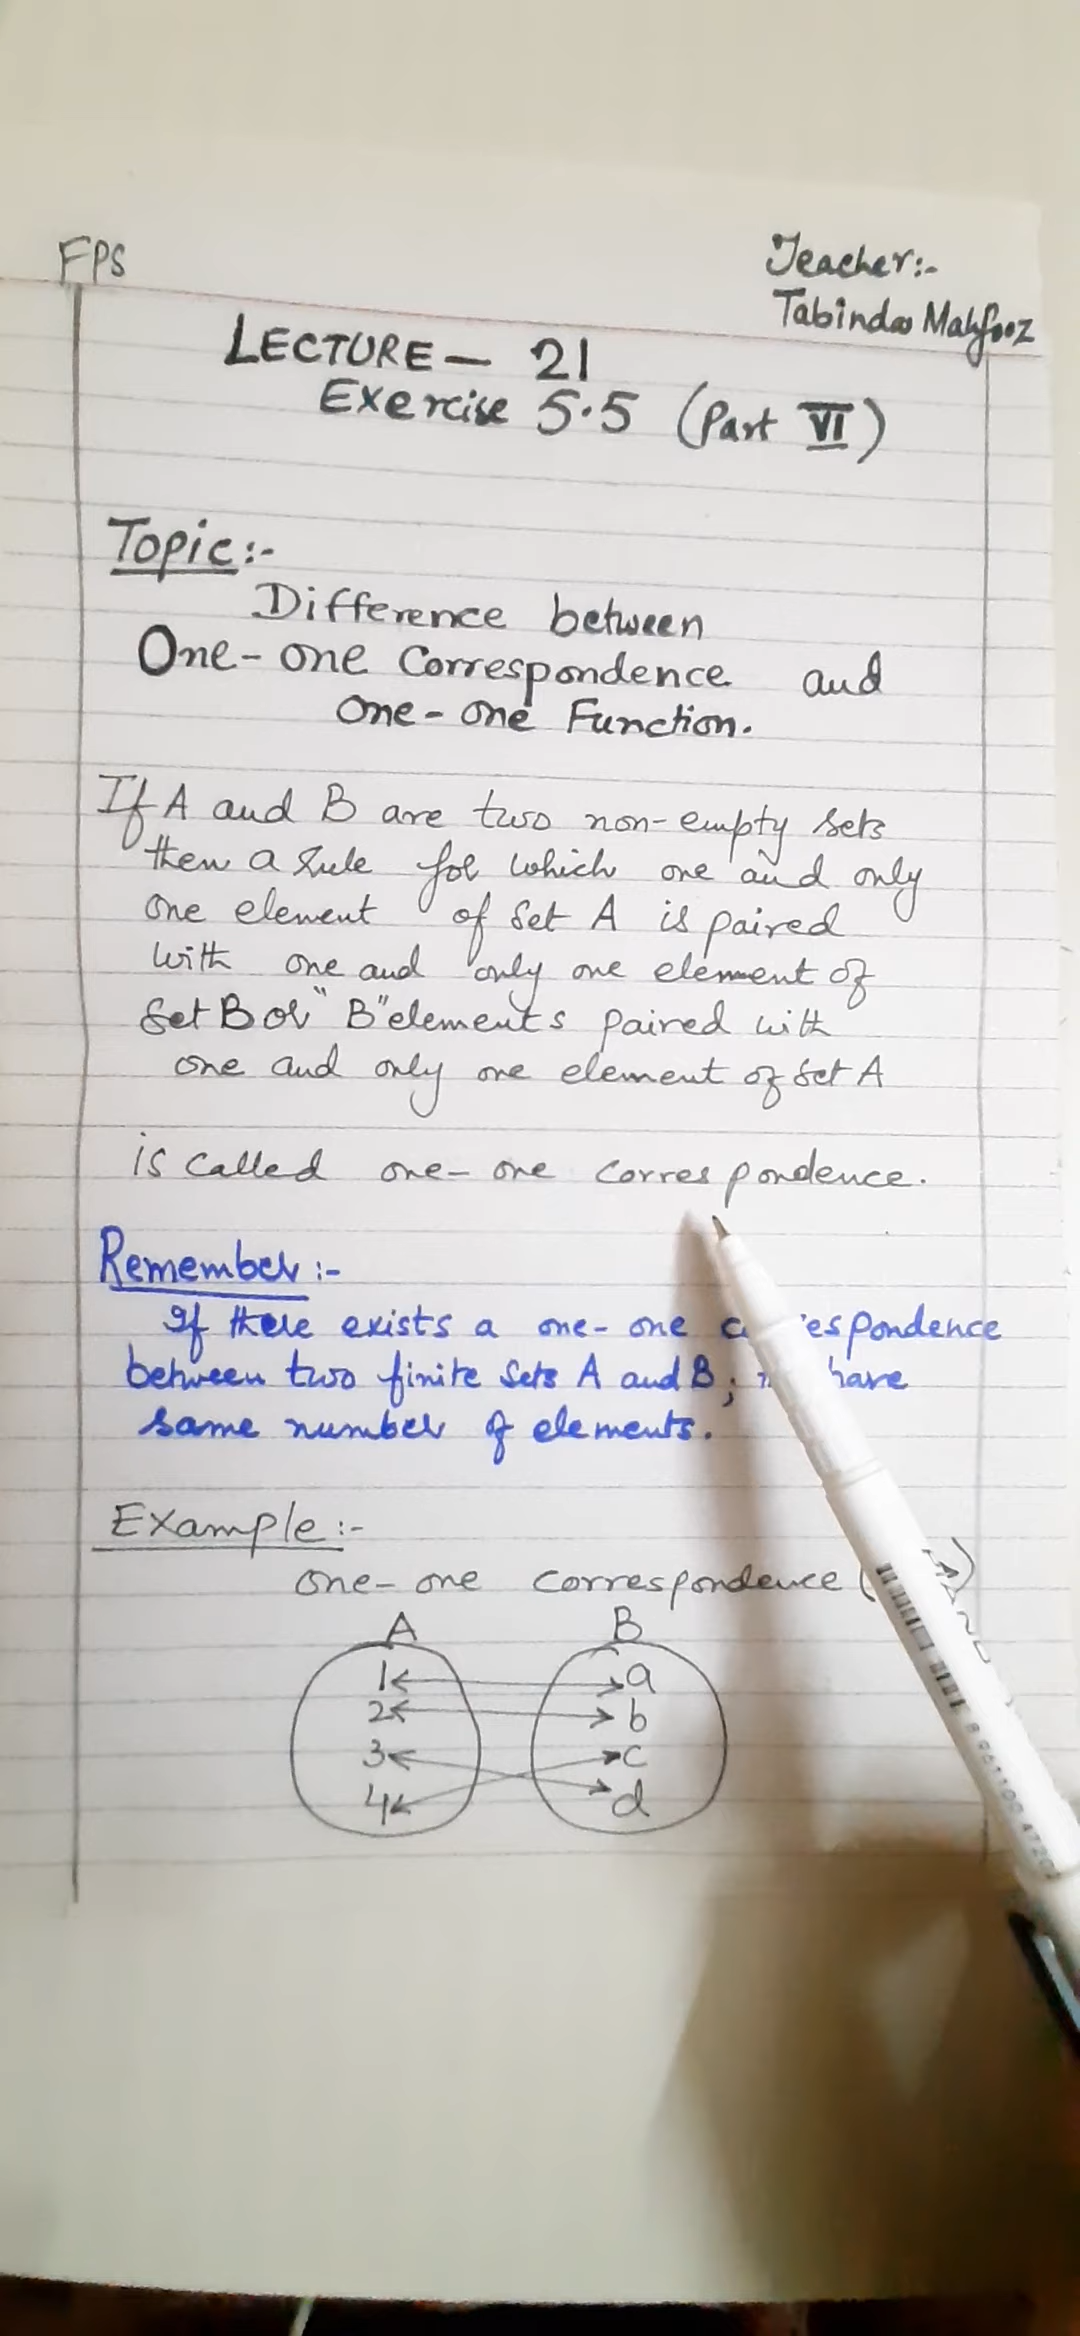 FPS
Teacher:-
Tabinda Mahfooz
LECTURE - 21
Exercise 5.5 (Part VI)
Topic:-
Difference between
One-one Correspondence and
One-one Function.
If A and B are two non-empty sets
then a rule for which one and only
one element of set A is paired
with one and only one element of
Set B or "B" elements paired with
one and only one element of set A
is called one-one correspondence.
Remember:-
If there exists a one-one
between two finite sets A and B; have
same number of elements.
Example:-
one-one correspondence (
A B
1 a
2 b
3 c
4 d